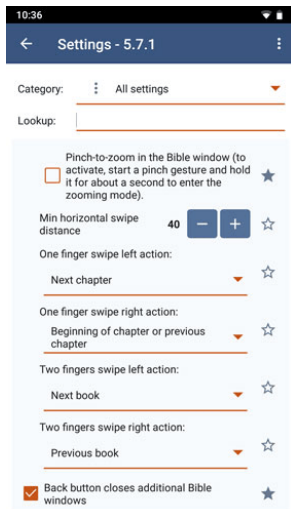 10:36
Settings - 5.7.1
Category:
All settings
Lookup:
Pinch-to-zoom in the Bible window (to
activate, start a pinch gesture and hold
it for about a second to enter the
zooming mode).
Min horizontal swipe
distance
40
−
+
One finger swipe left action:
Next chapter
One finger swipe right action:
Beginning of chapter or previous
chapter
Two fingers swipe left action:
Next book
Two fingers swipe right action:
Previous book
Back button closes additional Bible
windows